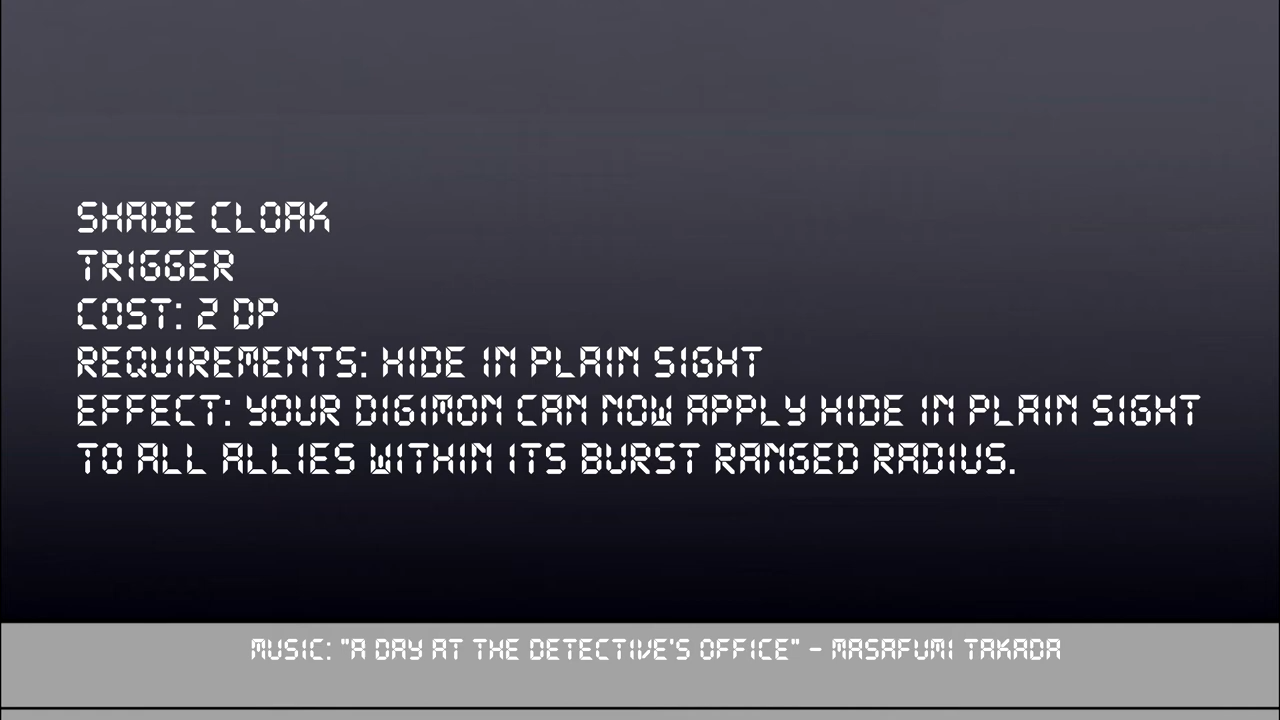 SHADE CLOAK
TRIGGER
COST: 2 DP
REQUIREMENTS: HIDE IN PLAIN SIGHT
EFFECT: YOUR DIGIMON CAN NOW APPLY HIDE IN PLAIN SIGHT
TO ALL ALLIES WITHIN ITS BURST RANGED RADIUS.
MUSIC: "A DAY AT THE DETECTIVE'S OFFICE" - MASAFUMI TAKADA